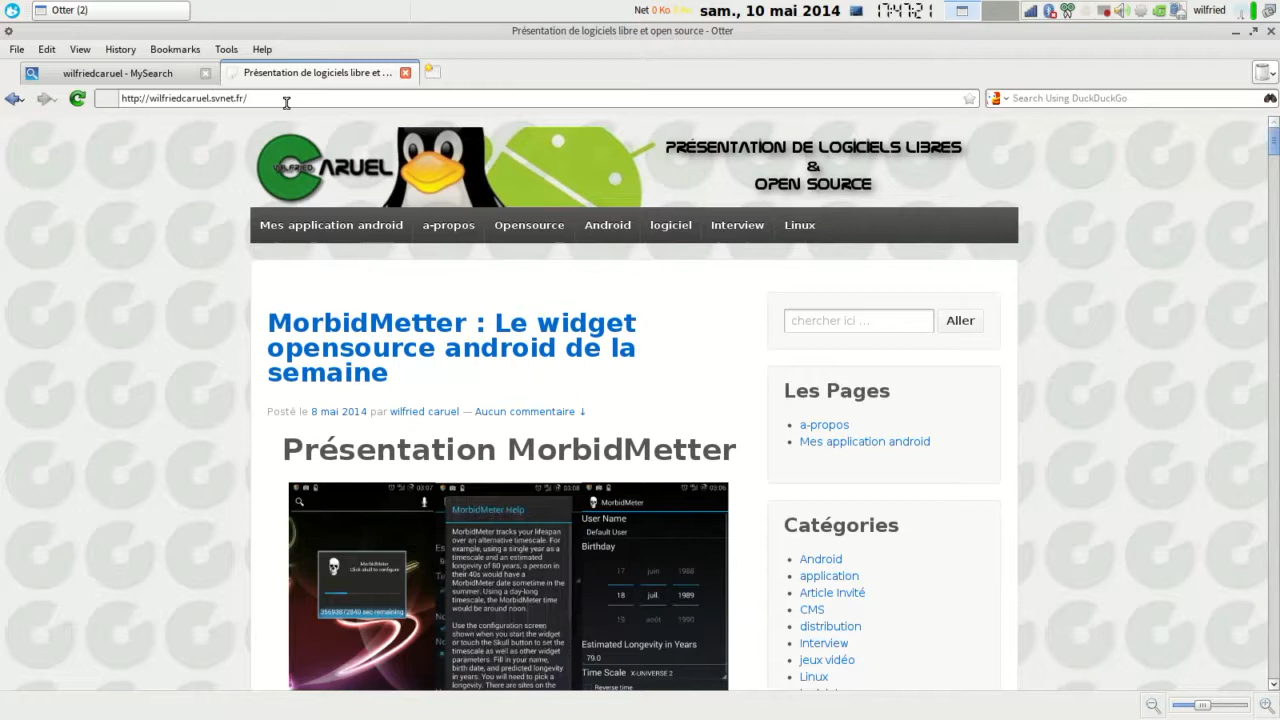 Otter (2)
Net 0 Ko
sam., 10 mai 2014
wilfried
Présentation de logiciels libre et open source - Otter
File Edit View History Bookmarks Tools Help
wilfriedcaruel - MySearch
Présentation de logiciels libre et ...
http://wilfriedcaruel.svnet.fr/
Search Using DuckDuckGo
WILFRIED CARUEL
PRÉSENTATION DE LOGICIELS LIBRES
&
OPEN SOURCE
Mes application android a-propos Opensource Android logiciel Interview Linux
MorbidMetter : Le widget
opensource android de la
semaine
Posté le 8 mai 2014 par wilfried caruel — Aucun commentaire ↓
Présentation MorbidMetter
03:07
MorbidMeter
Click skull to configure
35693672840 sec remaining
03:08
MorbidMeter Help
MorbidMeter tracks your lifespan
over an alternative timescale. For
example, using a single year as a
timescale and an estimated
longevity of 80 years, a person in
their 40s would have a
MorbidMeter date sometime in the
summer. Using a day-long
timescale, the MorbidMeter time
would be around noon.
Use the configuration screen
shown when you start the widget
or touch the Skull button to set the
timescale as well as other widget
parameters. Fill in your name,
birth date, and predicted longevity
in years. You will need to pick a
longevity. There are sites on the
03:06
MorbidMeter
User Name
Default User
Birthday
17 juin 1988
18 juil. 1989
19 août 1990
Estimated Longevity in Years
79.0
Time Scale X-UNIVERSE 2
Reverse time
chercher ici ...
Aller
Les Pages
a-propos
Mes application android
Catégories
Android
application
Article Invité
CMS
distribution
Interview
jeux vidéo
Linux